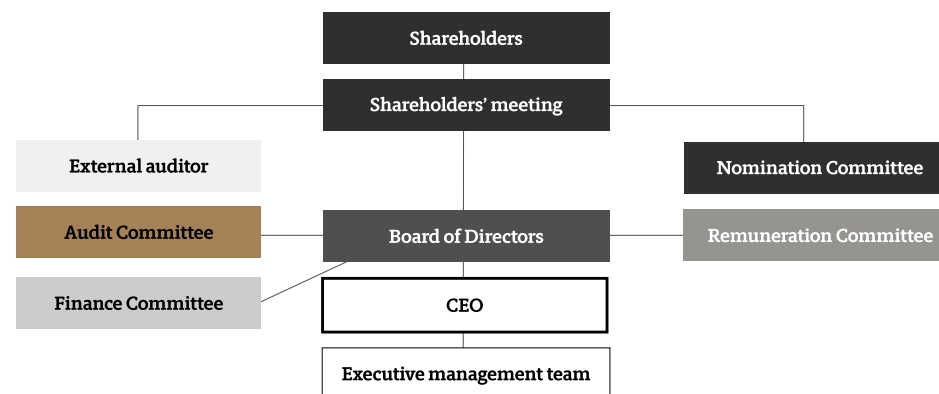 Shareholders
Shareholders’ meeting
External auditor
Nomination Committee
Audit Committee
Board of Directors
Remuneration Committee
Finance Committee
CEO
Executive management team